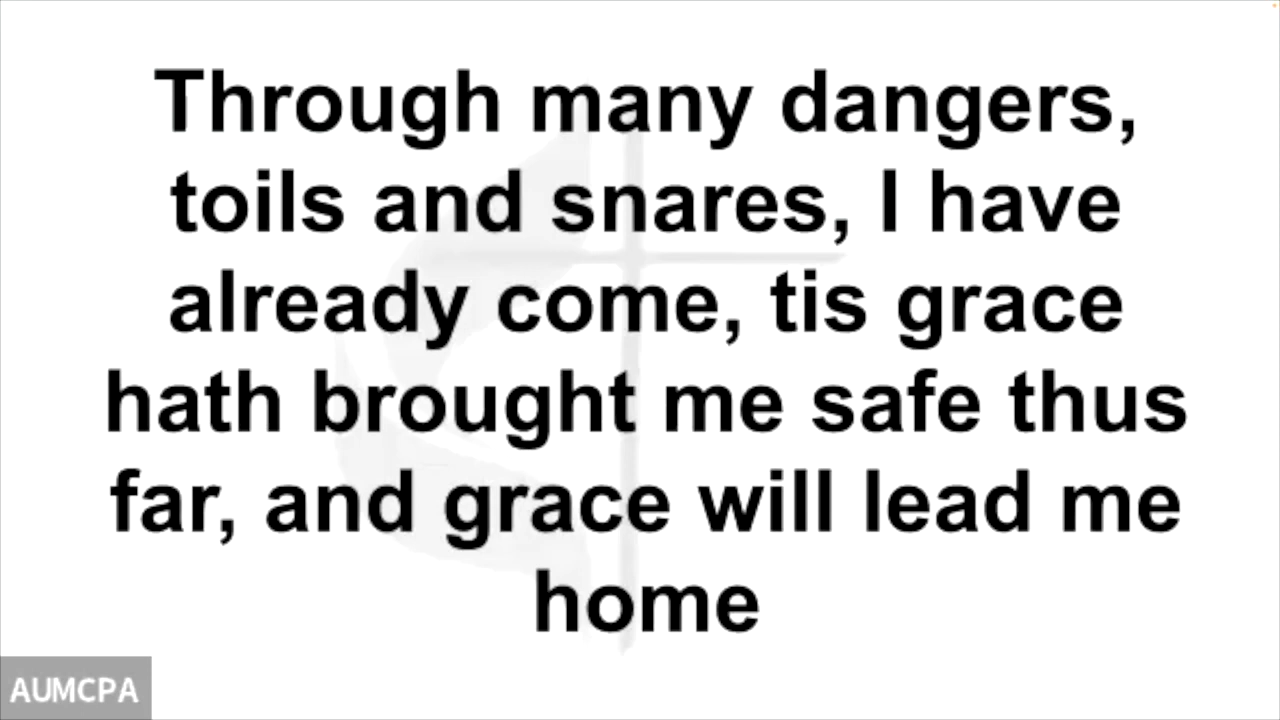 Through many dangers,
toils and snares, I have
already come, tis grace
hath brought me safe thus
far, and grace will lead me
home
AUMCPA